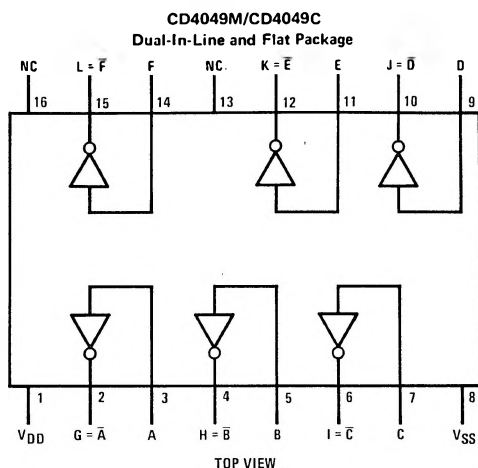 CD4049M/CD4049C
Dual-In-Line and Flat Package
NC L = F̅ F NC. K = E̅ E J = D̅ D
16 15 14 13 12 11 10 9
1 2 3 4 5 6 7 8
VDD G = A̅ A H = B̅ B I = C̅ C VSS
TOP VIEW